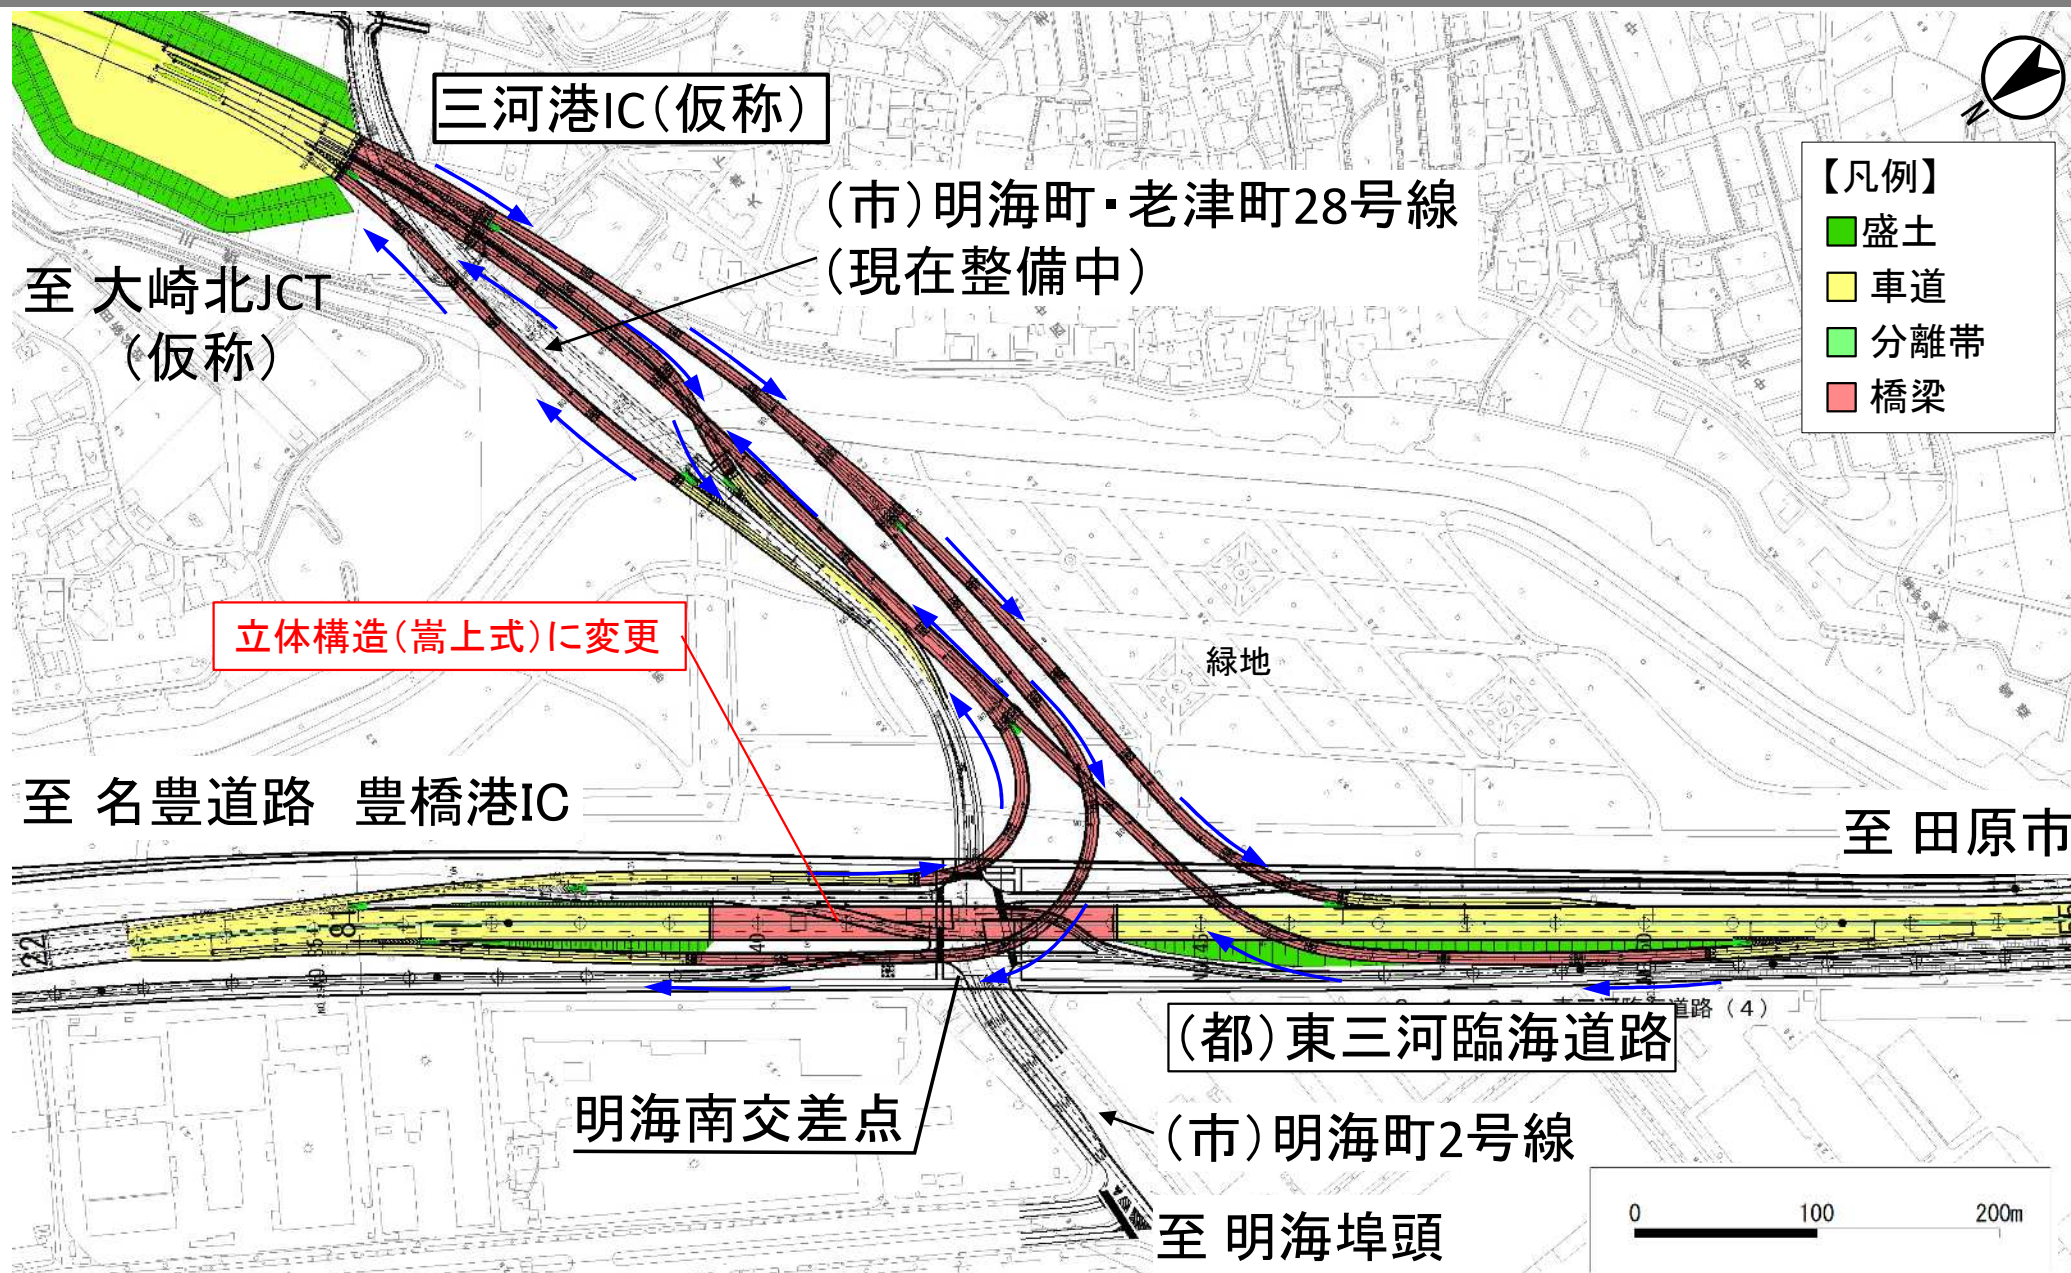 三河港IC(仮称)
N
【凡例】
盛土
車道
分離帯
橋梁
(市)明海町・老津町28号線
(現在整備中)
至 大崎北JCT
(仮称)
立体構造(嵩上式)に変更
緑地
至 名豊道路 豊橋港IC
至 田原市
22
(都)東三河臨海道路
道路(4)
明海南交差点
(市)明海町2号線
至 明海埠頭
0 100 200m